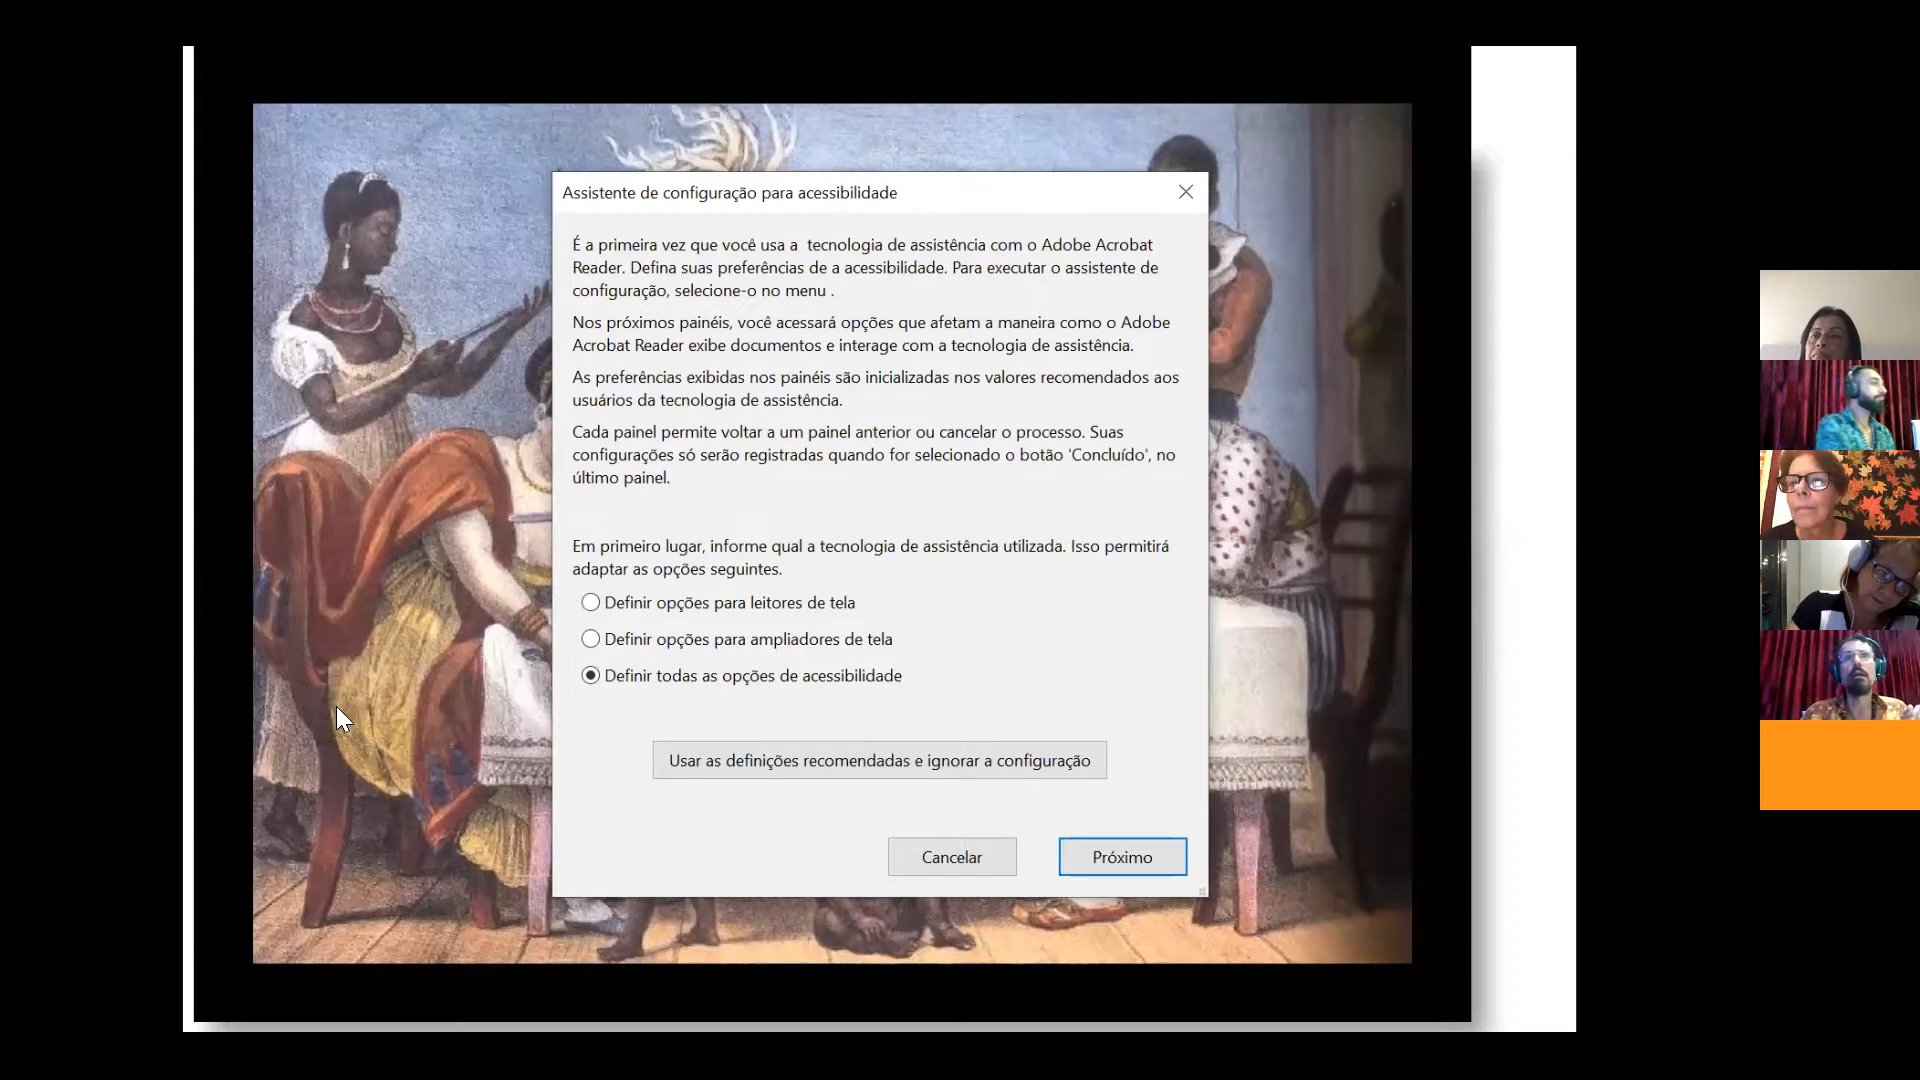 Assistente de configuração para acessibilidade
É a primeira vez que você usa a  tecnologia de assistência com o Adobe Acrobat
Reader. Defina suas preferências de a acessibilidade. Para executar o assistente de
configuração, selecione-o no menu .
Nos próximos painéis, você acessará opções que afetam a maneira como o Adobe
Acrobat Reader exibe documentos e interage com a tecnologia de assistência.
As preferências exibidas nos painéis são inicializadas nos valores recomendados aos
usuários da tecnologia de assistência.
Cada painel permite voltar a um painel anterior ou cancelar o processo. Suas
configurações só serão registradas quando for selecionado o botão 'Concluído', no
último painel.
Em primeiro lugar, informe qual a tecnologia de assistência utilizada. Isso permitirá
adaptar as opções seguintes.
Definir opções para leitores de tela
Definir opções para ampliadores de tela
Definir todas as opções de acessibilidade
Usar as definições recomendadas e ignorar a configuração
Cancelar
Próximo